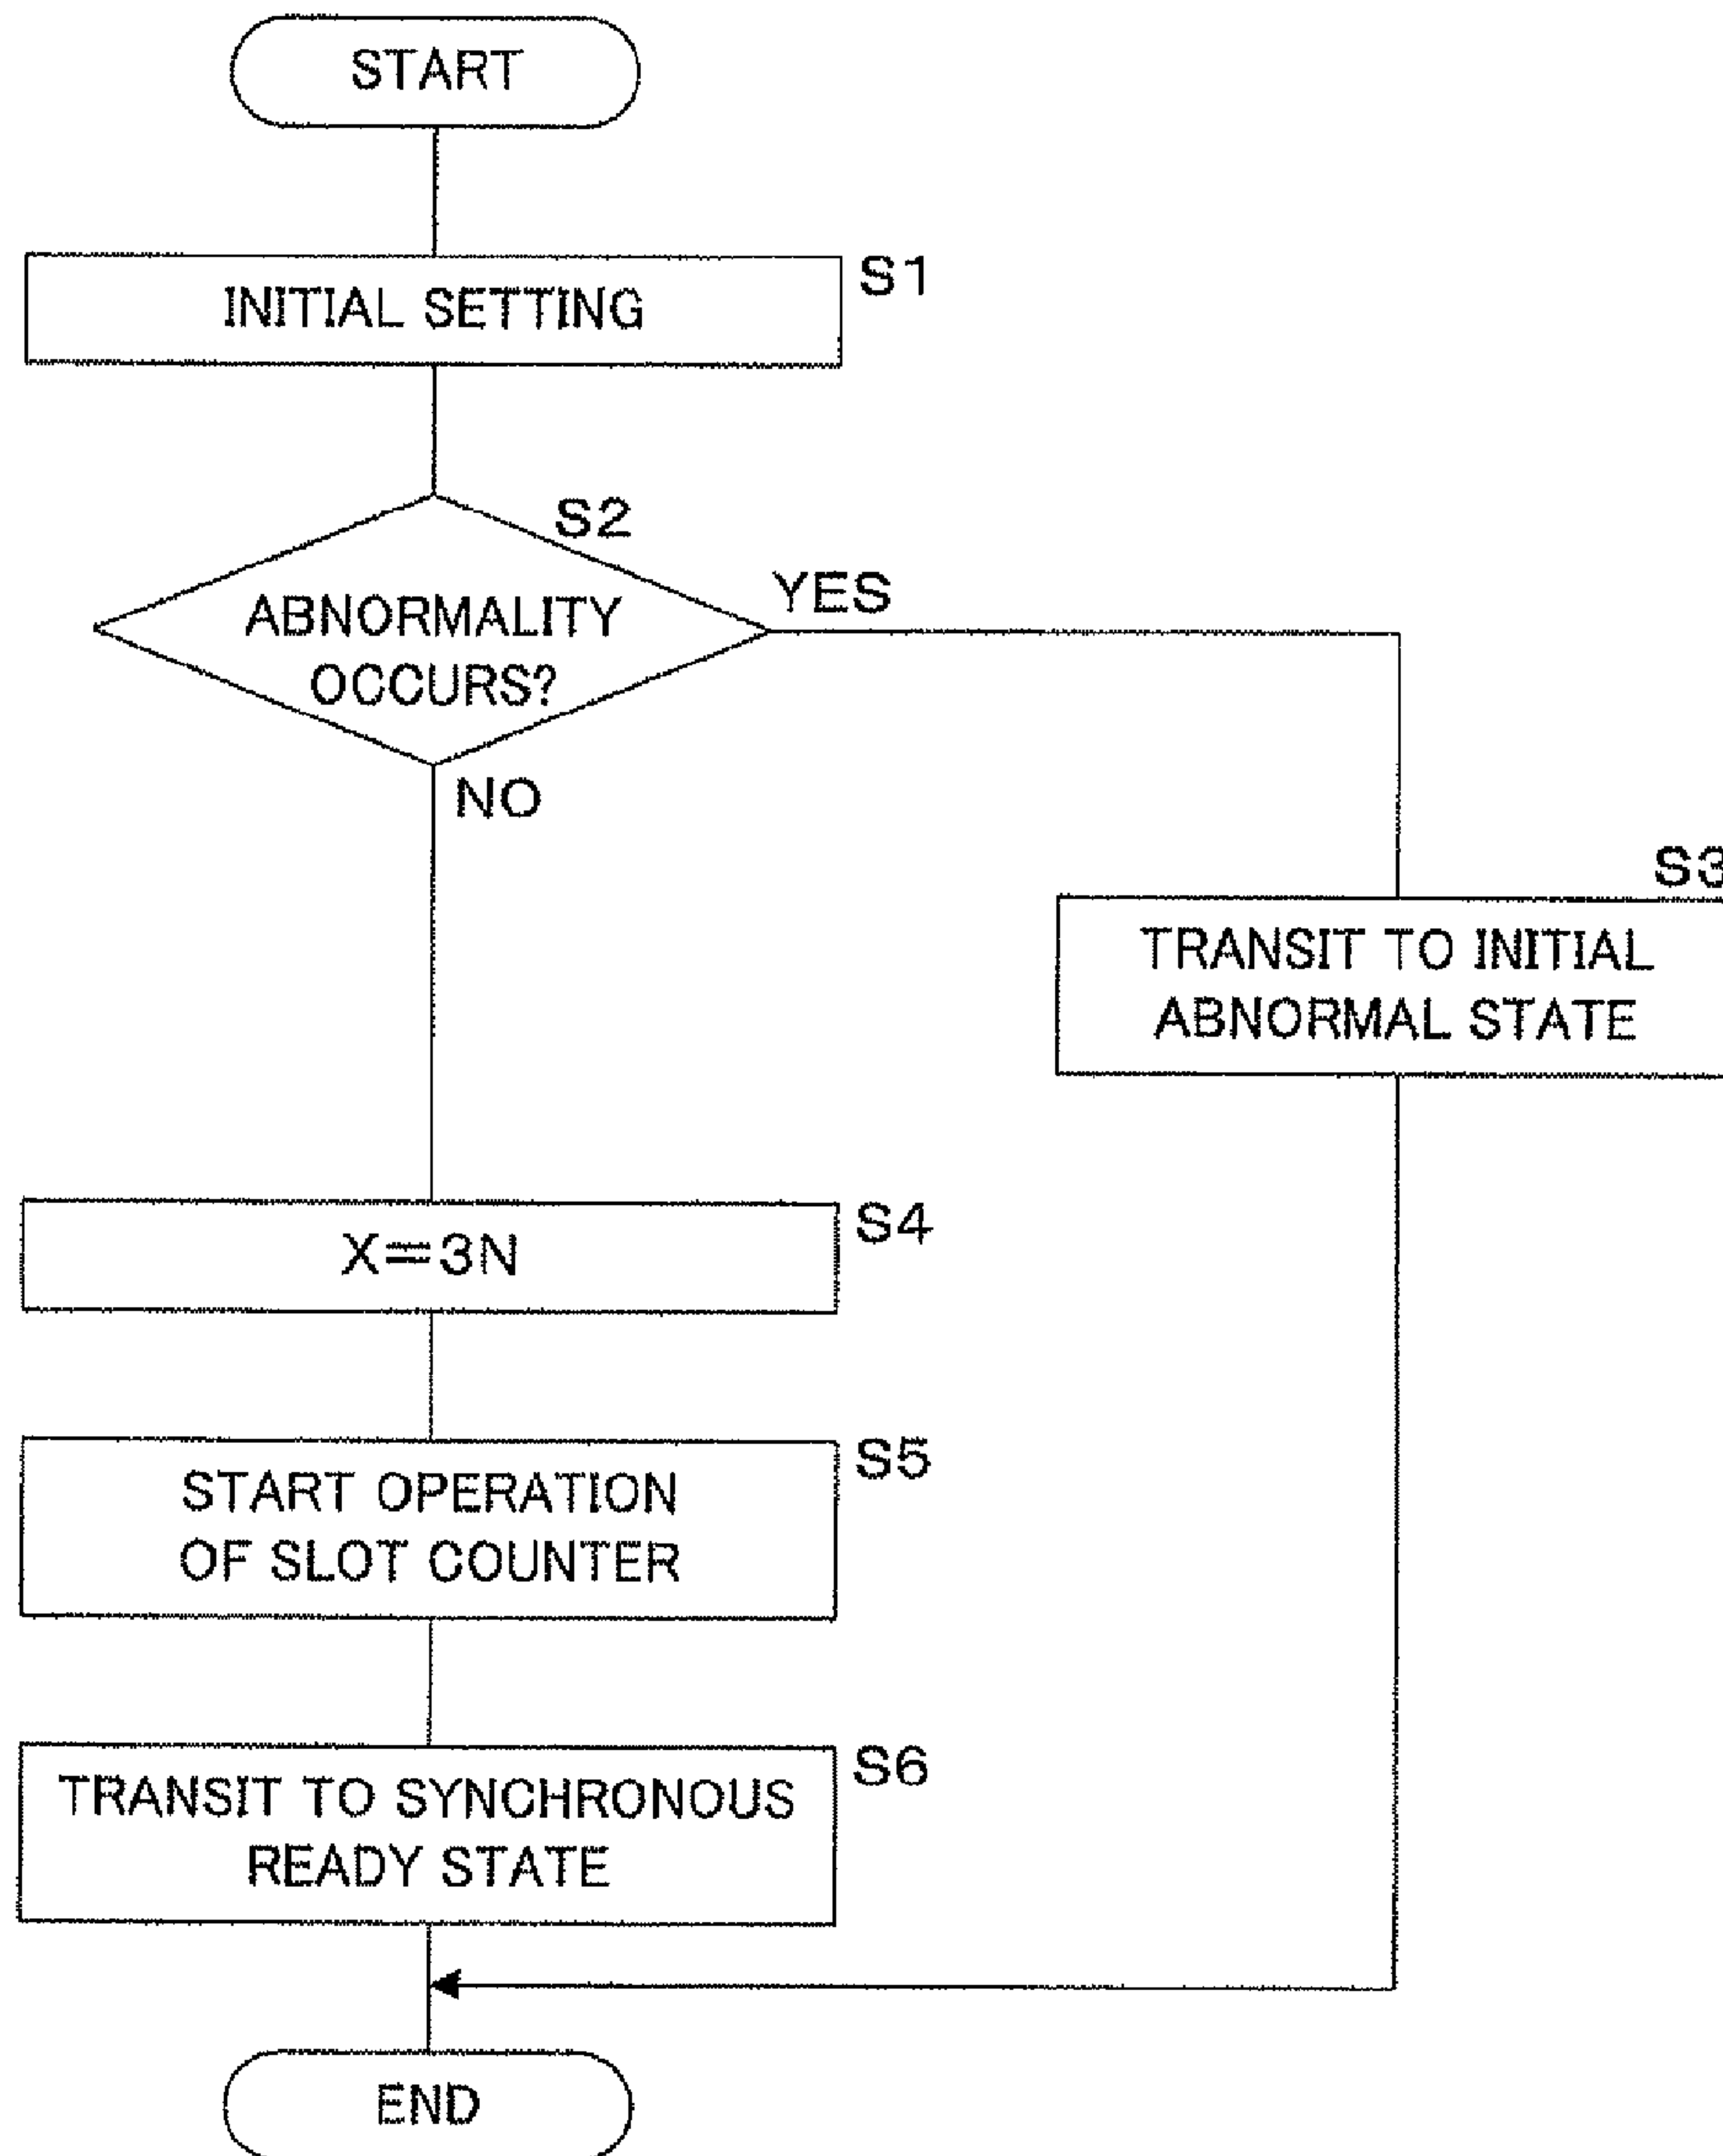 START
S1
INITIAL SETTING
S2
ABNORMALITY
OCCURS?
YES
NO
S3
TRANSIT TO INITIAL
ABNORMAL STATE
S4
X=3N
S5
START OPERATION
OF SLOT COUNTER
S6
TRANSIT TO SYNCHRONOUS
READY STATE
END